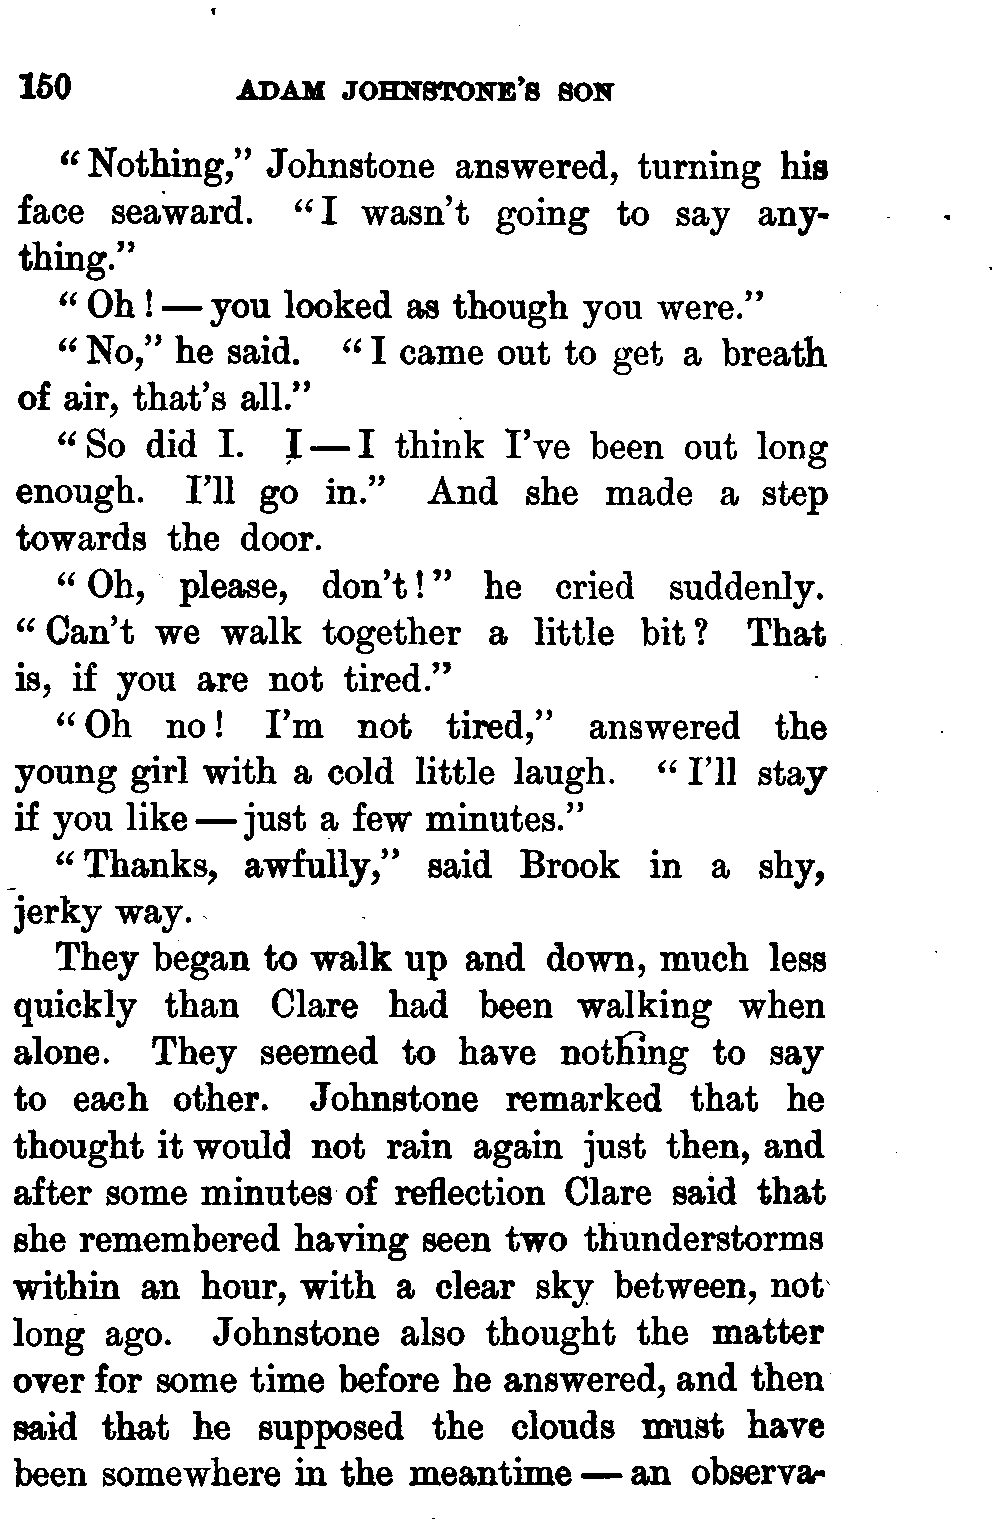 150 ADAM JOHNSTONE'S SON
"Nothing," Johnstone answered, turning his
face seaward. "I wasn't going to say any-
thing."
"Oh!—you looked as though you were."
"No," he said. "I came out to get a breath
of air, that's all."
"So did I. I—I think I've been out long
enough. I'll go in." And she made a step
towards the door.
"Oh, please, don't!" he cried suddenly.
"Can't we walk together a little bit? That
is, if you are not tired."
"Oh no! I'm not tired," answered the
young girl with a cold little laugh. "I'll stay
if you like—just a few minutes."
"Thanks, awfully," said Brook in a shy,
jerky way.
They began to walk up and down, much less
quickly than Clare had been walking when
alone. They seemed to have nothing to say
to each other. Johnstone remarked that he
thought it would not rain again just then, and
after some minutes of reflection Clare said that
she remembered having seen two thunderstorms
within an hour, with a clear sky between, not
long ago. Johnstone also thought the matter
over for some time before he answered, and then
said that he supposed the clouds must have
been somewhere in the meantime—an observa-